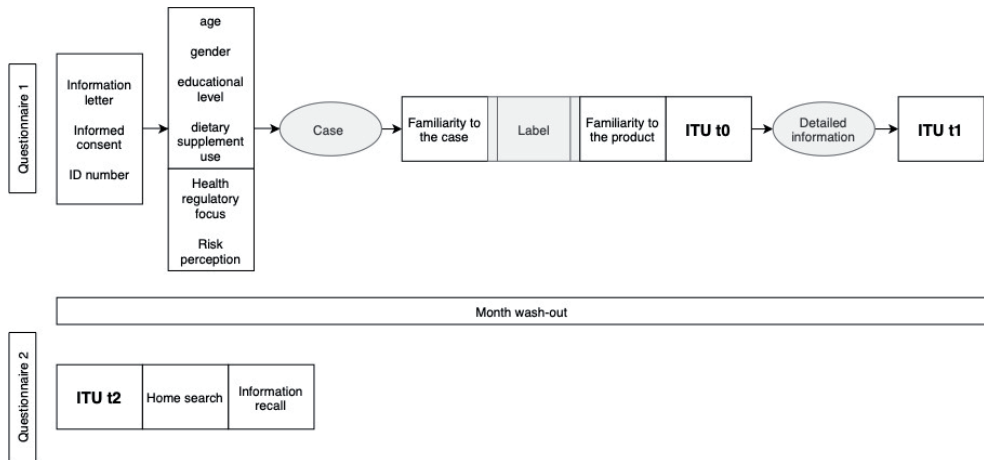 Questionnaire 1
Information
letter
Informed
consent
ID number
age
gender
educational
level
dietary
supplement
use
Health
regulatory
focus
Risk
perception
Case
Familiarity to
the case
Label
Familiarity to
the product
ITU t0
Detailed
information
ITU t1
Month wash-out
Questionnaire 2
ITU t2
Home search
Information
recall